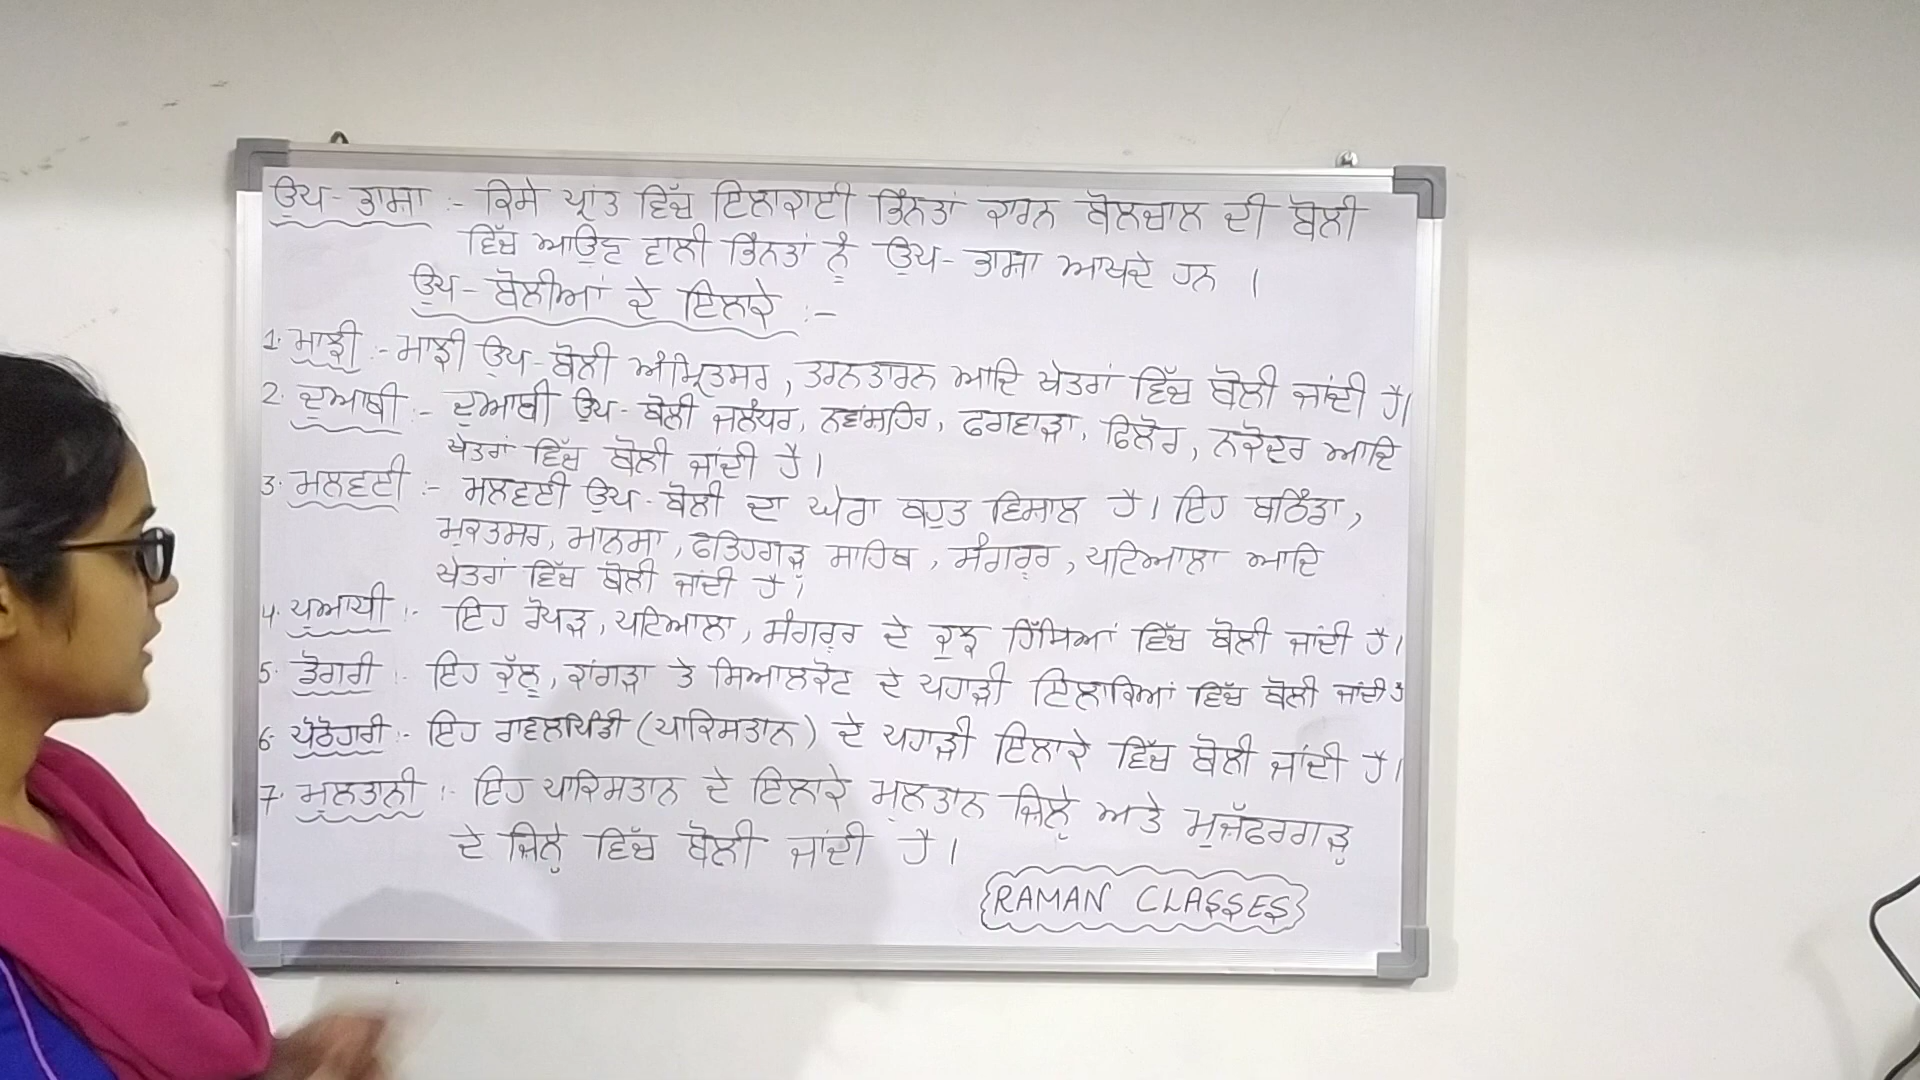 ਉਪ-ਭਾਸ਼ਾ :- ਕਿਸੇ ਪ੍ਰਾਂਤ ਵਿੱਚ ਇਲਾਕਾਈ ਭਿੰਨਤਾਂ ਕਾਰਨ ਬੋਲਚਾਲ ਦੀ ਬੋਲੀ
ਵਿੱਚ ਆਉਣ ਵਾਲੀ ਭਿੰਨਤਾਂ ਨੂੰ ਉਪ-ਭਾਸ਼ਾ ਆਖਦੇ ਹਨ ।
ਉਪ-ਬੋਲੀਆਂ ਦੇ ਇਲਾਕੇ :-
1. ਮਾਝੀ :- ਮਾਝੀ ਉਪ-ਬੋਲੀ ਅੰਮ੍ਰਿਤਸਰ, ਤਰਨਤਾਰਨ ਆਦਿ ਖੇਤਰਾਂ ਵਿੱਚ ਬੋਲੀ ਜਾਂਦੀ ਹੈ।
2. ਦੁਆਬੀ :- ਦੁਆਬੀ ਉਪ-ਬੋਲੀ ਜਲੰਧਰ, ਨਵਾਂਸ਼ਹਿਰ, ਫਗਵਾੜਾ, ਫਿਲੌਰ, ਨਕੋਦਰ ਆਦਿ
ਖੇਤਰਾਂ ਵਿੱਚ ਬੋਲੀ ਜਾਂਦੀ ਹੈ।
3. ਮਲਵਈ :- ਮਲਵਈ ਉਪ-ਬੋਲੀ ਦਾ ਘੇਰਾ ਬਹੁਤ ਵਿਸ਼ਾਲ ਹੈ। ਇਹ ਬਠਿੰਡਾ,
ਮੁਕਤਸਰ, ਮਾਨਸਾ, ਫਤਿਹਗੜ ਸਾਹਿਬ, ਸੰਗਰੂਰ, ਪਟਿਆਲਾ ਆਦਿ
ਖੇਤਰਾਂ ਵਿੱਚ ਬੋਲੀ ਜਾਂਦੀ ਹੈ,
4. ਪੁਆਧੀ :- ਇਹ ਰੋਪੜ, ਪਟਿਆਲਾ, ਸੰਗਰੂਰ ਦੇ ਕੁਝ ਹਿੱਸਿਆਂ ਵਿੱਚ ਬੋਲੀ ਜਾਂਦੀ ਹੈ।
5. ਡੋਗਰੀ :- ਇਹ ਕੁੱਲੂ, ਕਾਂਗੜਾ ਤੇ ਸਿਆਲਕੋਟ ਦੇ ਪਹਾੜੀ ਇਲਾਕਿਆਂ ਵਿੱਚ ਬੋਲੀ ਜਾਂਦੀ ਹੈ
6. ਪੋਠੋਹਾਰੀ :- ਇਹ ਰਾਵਲਪਿੰਡੀ (ਪਾਕਿਸਤਾਨ) ਦੇ ਪਹਾੜੀ ਇਲਾਕੇ ਵਿੱਚ ਬੋਲੀ ਜਾਂਦੀ ਹੈ।
7. ਮੁਲਤਾਨੀ :- ਇਹ ਪਾਕਿਸਤਾਨ ਦੇ ਇਲਾਕੇ ਮੁਲਤਾਨ ਜ਼ਿਲ੍ਹੇ ਅਤੇ ਮੁਜ਼ੱਫਰਗੜ੍ਹ
ਦੇ ਜ਼ਿਲ੍ਹੇ ਵਿੱਚ ਬੋਲੀ ਜਾਂਦੀ ਹੈ।
RAMAN CLASSES